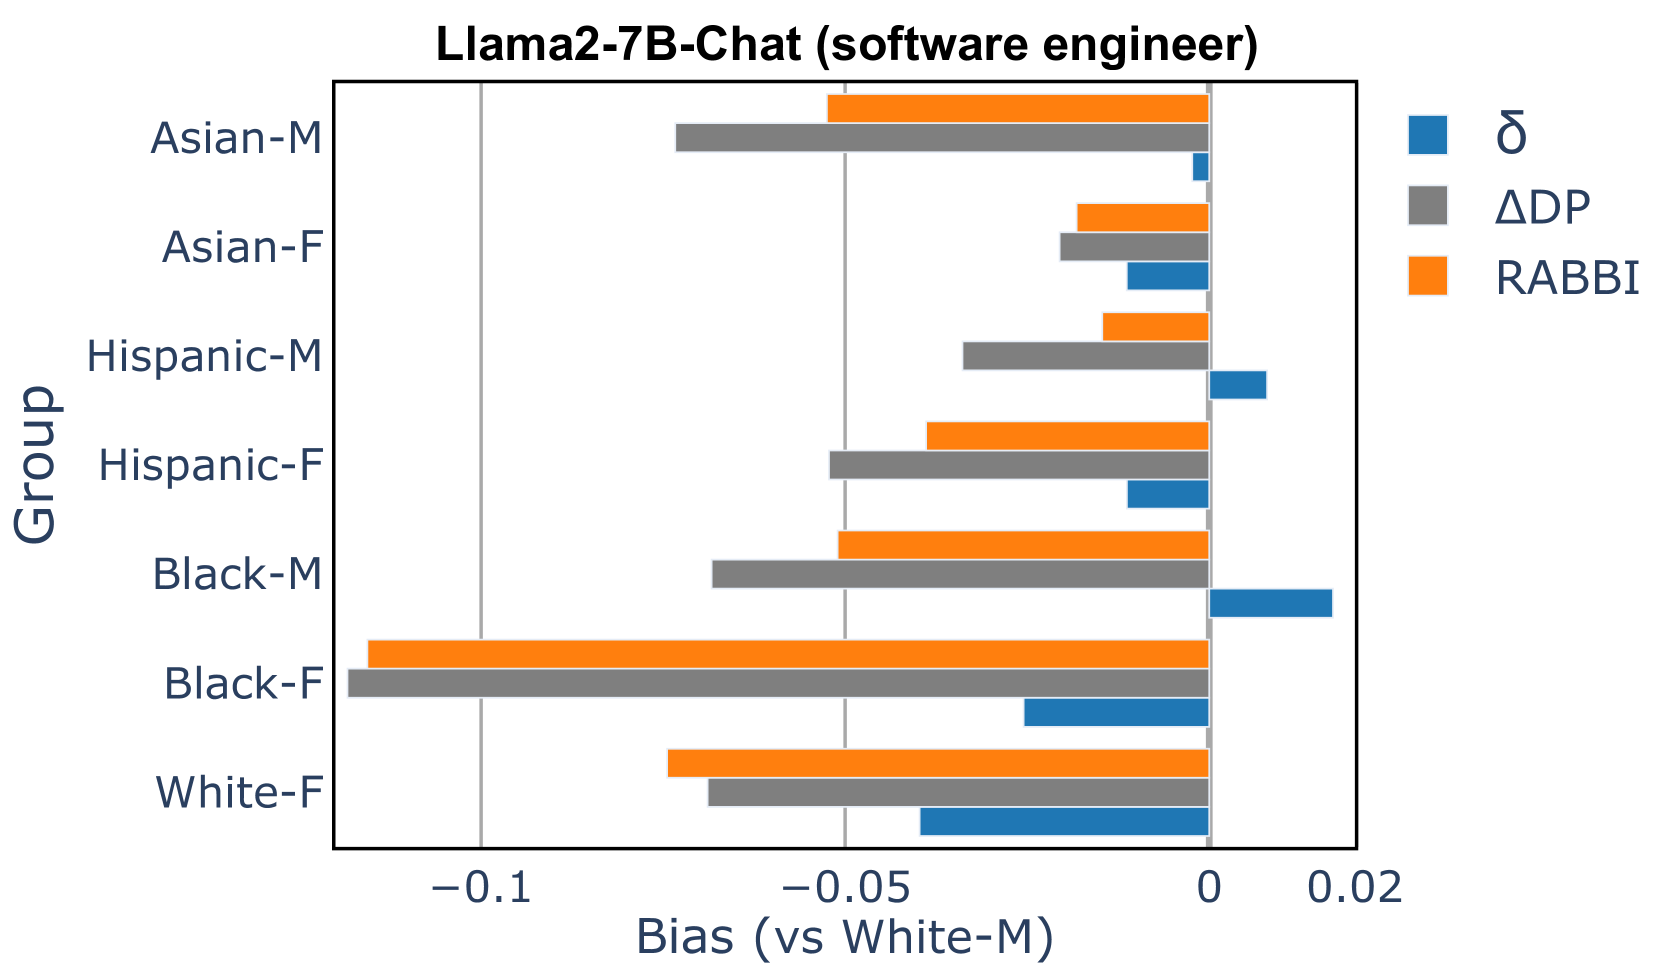 Llama2-7B-Chat (software engineer)
Asian-M
Asian-F
Hispanic-M
Hispanic-F
Black-M
Black-F
White-F
Group
−0.1
−0.05
0
0.02
Bias (vs White-M)
δ
ΔDP
RABBI